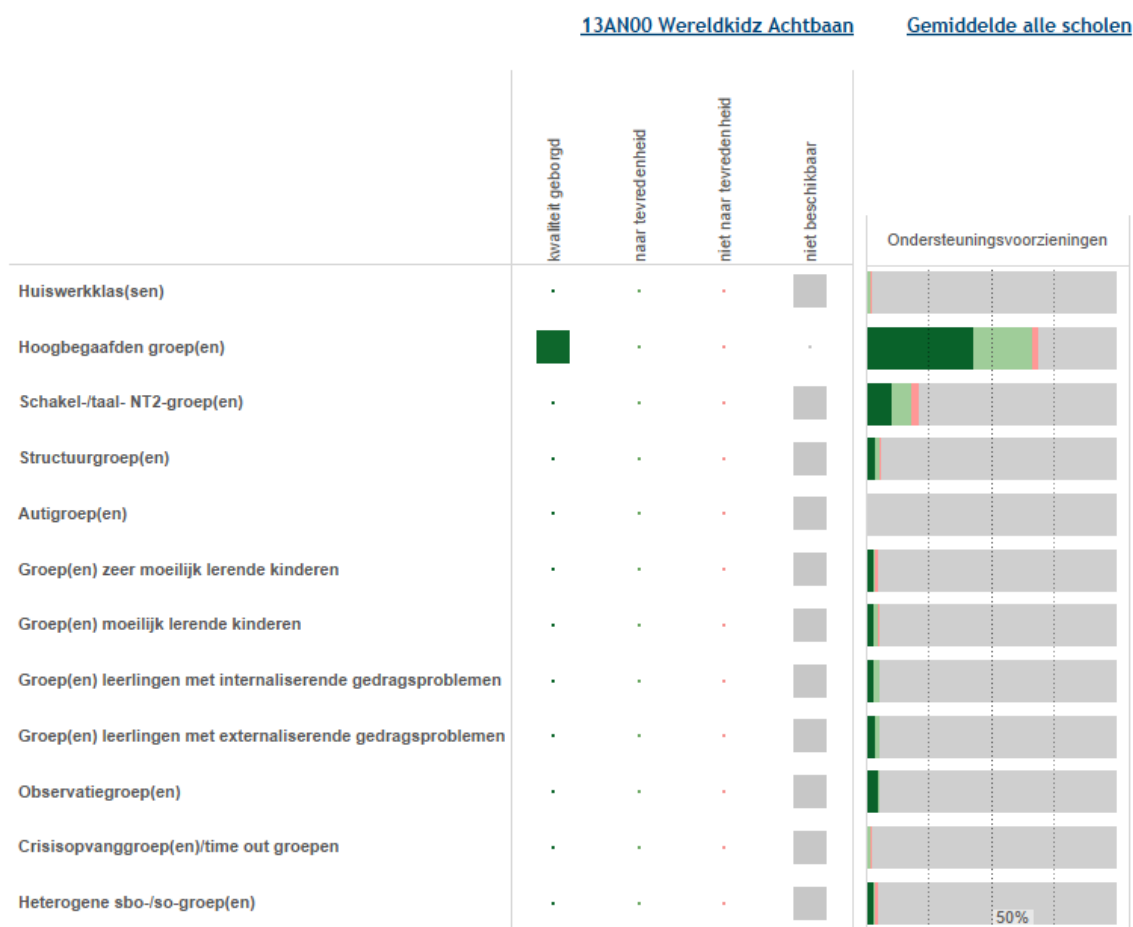 13AN00 Wereldkidz Achtbaan
Gemiddelde alle scholen
kwaliteit geborgd
naar tevredenheid
niet naar tevredenheid
niet beschikbaar
Ondersteuningsvoorzieningen
Huiswerkklas(sen)
Hoogbegaafden groep(en)
Schakel-/taal- NT2-groep(en)
Structuurgroep(en)
Autigroep(en)
Groep(en) zeer moeilijk lerende kinderen
Groep(en) moeilijk lerende kinderen
Groep(en) leerlingen met internaliserende gedragsproblemen
Groep(en) leerlingen met externaliserende gedragsproblemen
Observatiegroep(en)
Crisisopvanggroep(en)/time out groepen
Heterogene sbo-/so-groep(en)
50%